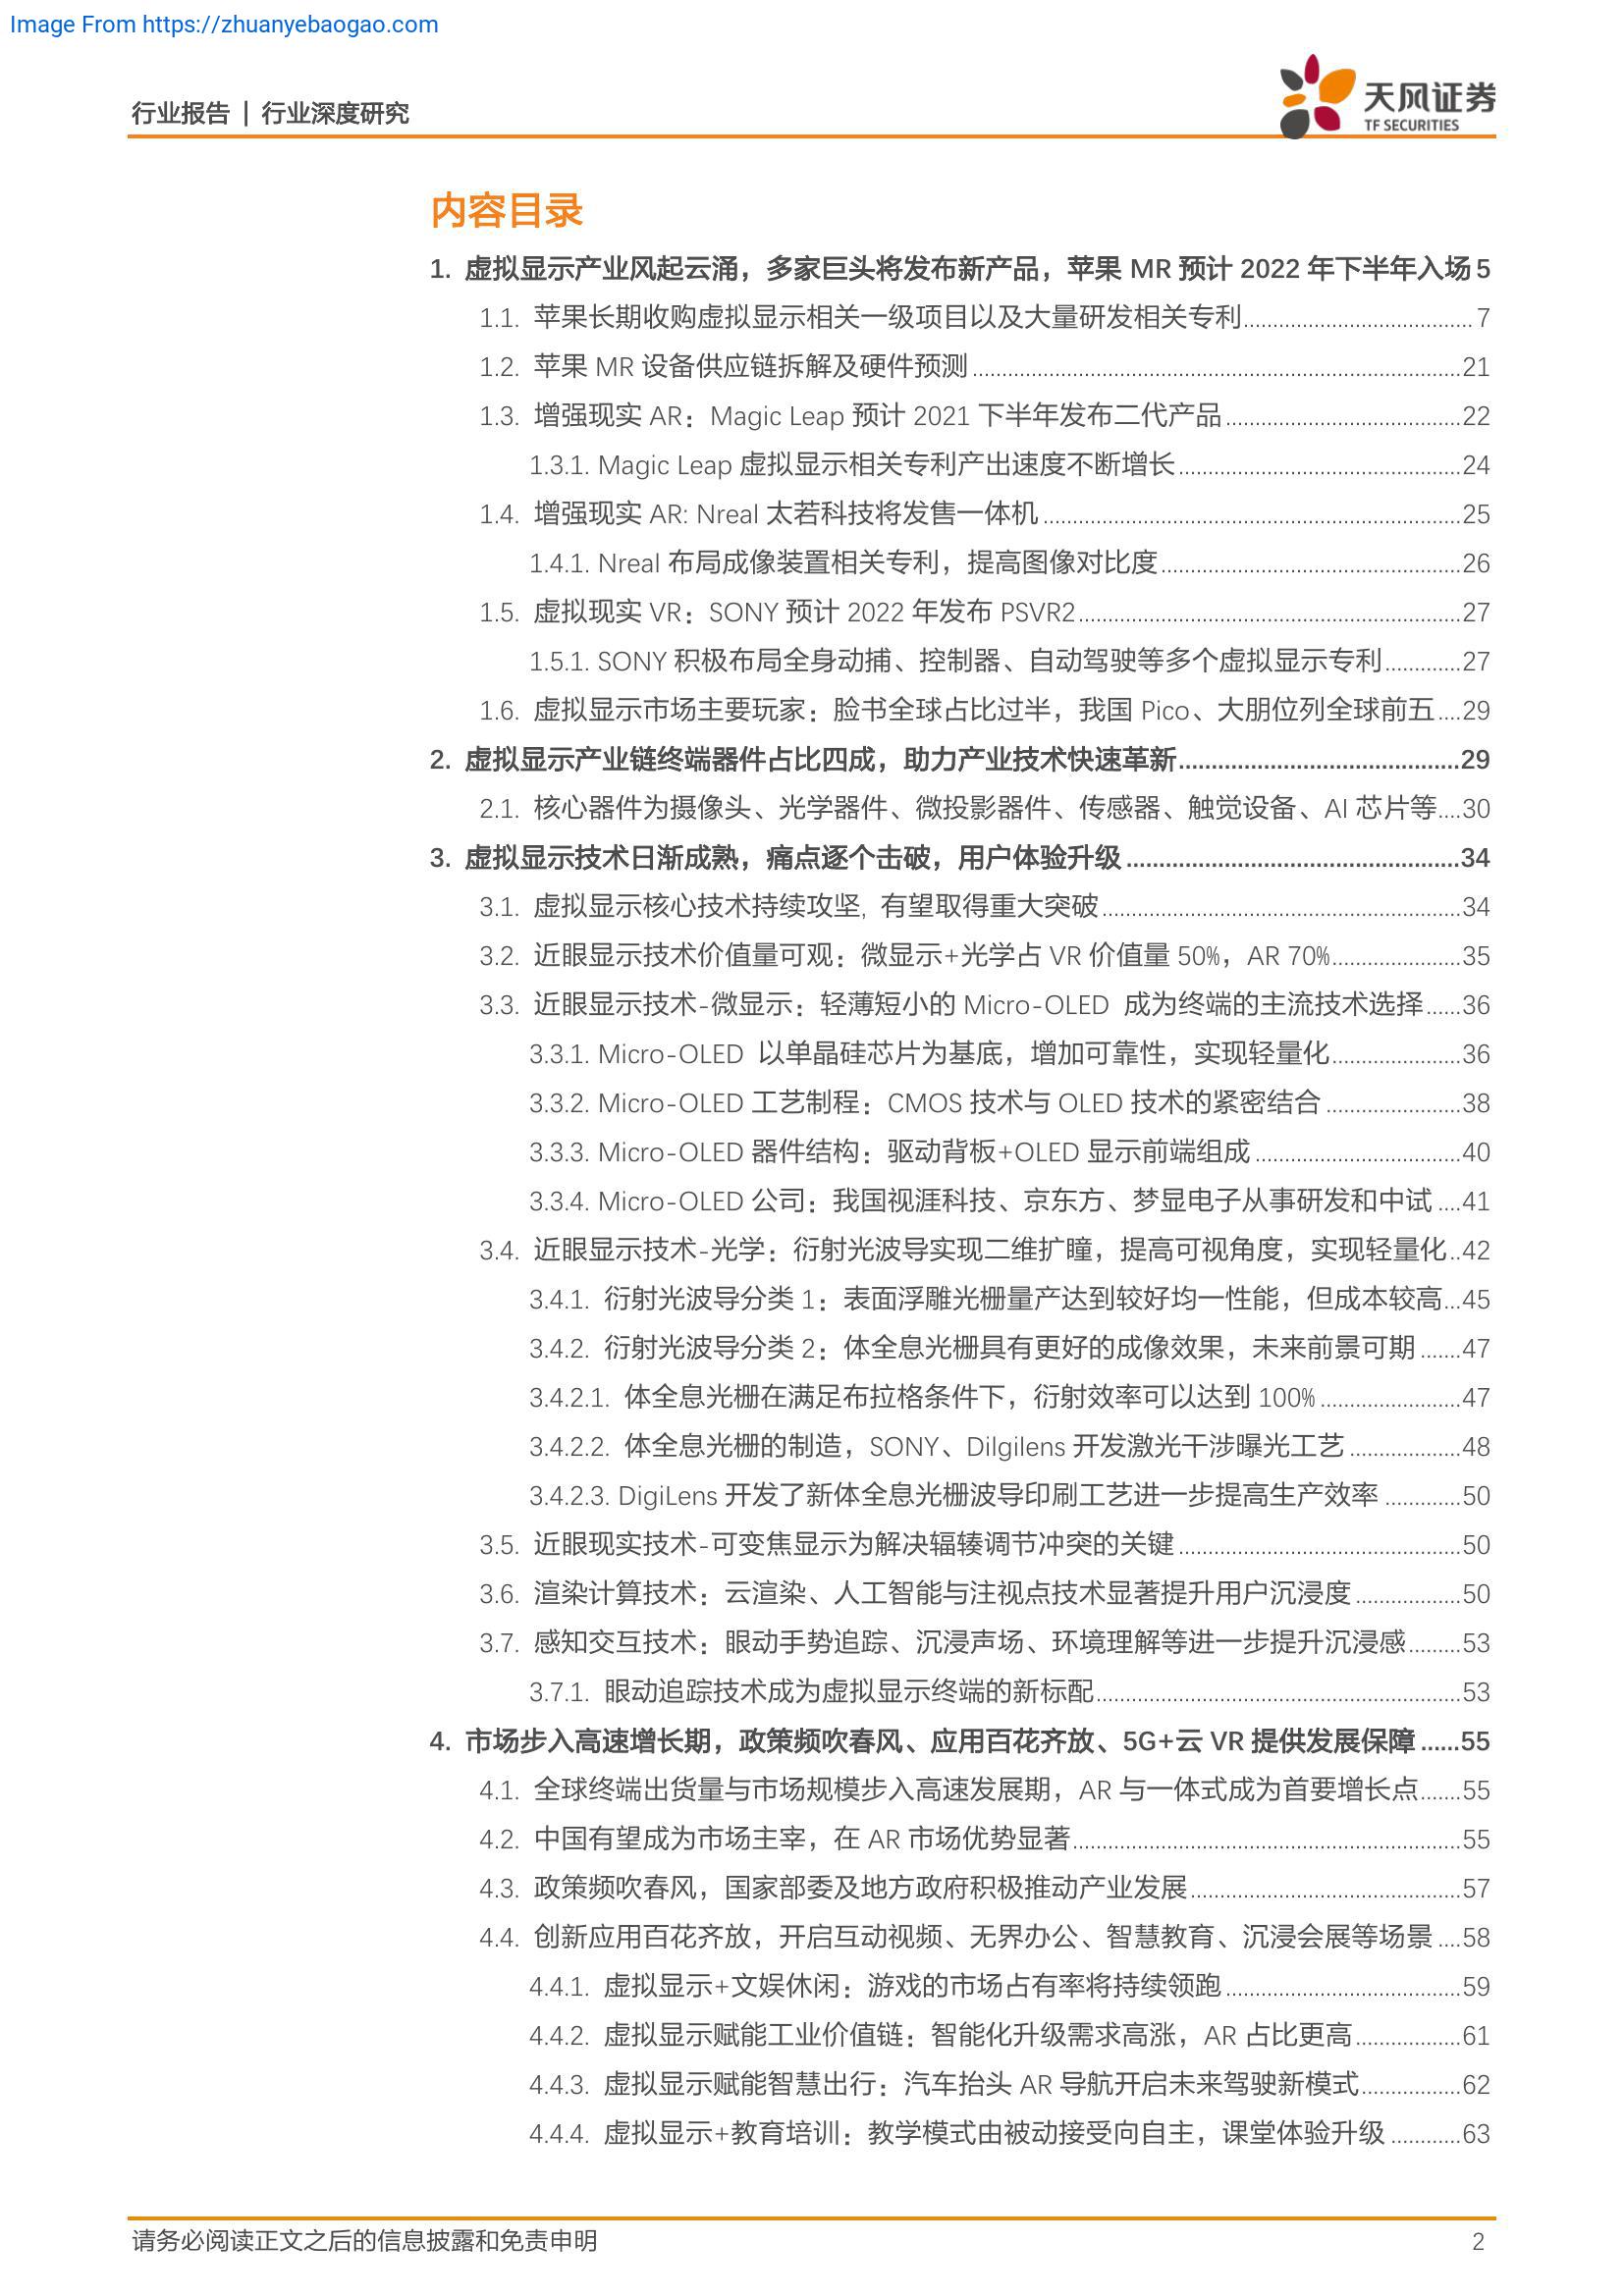 Image From https://zhuanyebaogao.com
行业报告 | 行业深度研究
天风证券
TF SECURITIES
内容目录
1. 虚拟显示产业风起云涌，多家巨头将发布新产品，苹果 MR 预计 2022 年下半年入场 5
1.1. 苹果长期收购虚拟显示相关一级项目以及大量研发相关专利....................................... 7
1.2. 苹果 MR 设备供应链拆解及硬件预测....................................................................................21
1.3. 增强现实 AR：Magic Leap 预计 2021 下半年发布二代产品........................................22
1.3.1. Magic Leap 虚拟显示相关专利产出速度不断增长................................................24
1.4. 增强现实 AR: Nreal 太若科技将发售一体机.......................................................................25
1.4.1. Nreal 布局成像装置相关专利，提高图像对比度...................................................26
1.5. 虚拟现实 VR：SONY 预计 2022 年发布 PSVR2.................................................................27
1.5.1. SONY 积极布局全身动捕、控制器、自动驾驶等多个虚拟显示专利.............27
1.6. 虚拟显示市场主要玩家：脸书全球占比过半，我国 Pico、大朋位列全球前五....29
2. 虚拟显示产业链终端器件占比四成，助力产业技术快速革新...........................................29
2.1. 核心器件为摄像头、光学器件、微投影器件、传感器、触觉设备、AI 芯片等....30
3. 虚拟显示技术日渐成熟，痛点逐个击破，用户体验升级...................................................34
3.1. 虚拟显示核心技术持续攻坚, 有望取得重大突破.............................................................34
3.2. 近眼显示技术价值量可观：微显示+光学占 VR 价值量 50%，AR 70%......................35
3.3. 近眼显示技术-微显示：轻薄短小的 Micro-OLED 成为终端的主流技术选择......36
3.3.1. Micro-OLED 以单晶硅芯片为基底，增加可靠性，实现轻量化......................36
3.3.2. Micro-OLED 工艺制程：CMOS 技术与 OLED 技术的紧密结合.......................38
3.3.3. Micro-OLED 器件结构：驱动背板+OLED 显示前端组成...................................40
3.3.4. Micro-OLED 公司：我国视涯科技、京东方、梦显电子从事研发和中试....41
3.4. 近眼显示技术-光学：衍射光波导实现二维扩瞳，提高可视角度，实现轻量化..42
3.4.1. 衍射光波导分类 1：表面浮雕光栅量产达到较好均一性能，但成本较高...45
3.4.2. 衍射光波导分类 2：体全息光栅具有更好的成像效果，未来前景可期.......47
3.4.2.1. 体全息光栅在满足布拉格条件下，衍射效率可以达到 100%........................47
3.4.2.2. 体全息光栅的制造，SONY、Dilgilens 开发激光干涉曝光工艺...................48
3.4.2.3. DigiLens 开发了新体全息光栅波导印刷工艺进一步提高生产效率.............50
3.5. 近眼现实技术-可变焦显示为解决辐辏调节冲突的关键................................................50
3.6. 渲染计算技术：云渲染、人工智能与注视点技术显著提升用户沉浸度..................50
3.7. 感知交互技术：眼动手势追踪、沉浸声场、环境理解等进一步提升沉浸感.........53
3.7.1. 眼动追踪技术成为虚拟显示终端的新标配..............................................................53
4. 市场步入高速增长期，政策频吹春风、应用百花齐放、5G+云 VR 提供发展保障......55
4.1. 全球终端出货量与市场规模步入高速发展期，AR 与一体式成为首要增长点.......55
4.2. 中国有望成为市场主宰，在 AR 市场优势显著..................................................................55
4.3. 政策频吹春风，国家部委及地方政府积极推动产业发展..............................................57
4.4. 创新应用百花齐放，开启互动视频、无界办公、智慧教育、沉浸会展等场景....58
4.4.1. 虚拟显示+文娱休闲：游戏的市场占有率将持续领跑........................................59
4.4.2. 虚拟显示赋能工业价值链：智能化升级需求高涨，AR 占比更高..................61
4.4.3. 虚拟显示赋能智慧出行：汽车抬头 AR 导航开启未来驾驶新模式.................62
4.4.4. 虚拟显示+教育培训：教学模式由被动接受向自主，课堂体验升级............63
请务必阅读正文之后的信息披露和免责申明
2